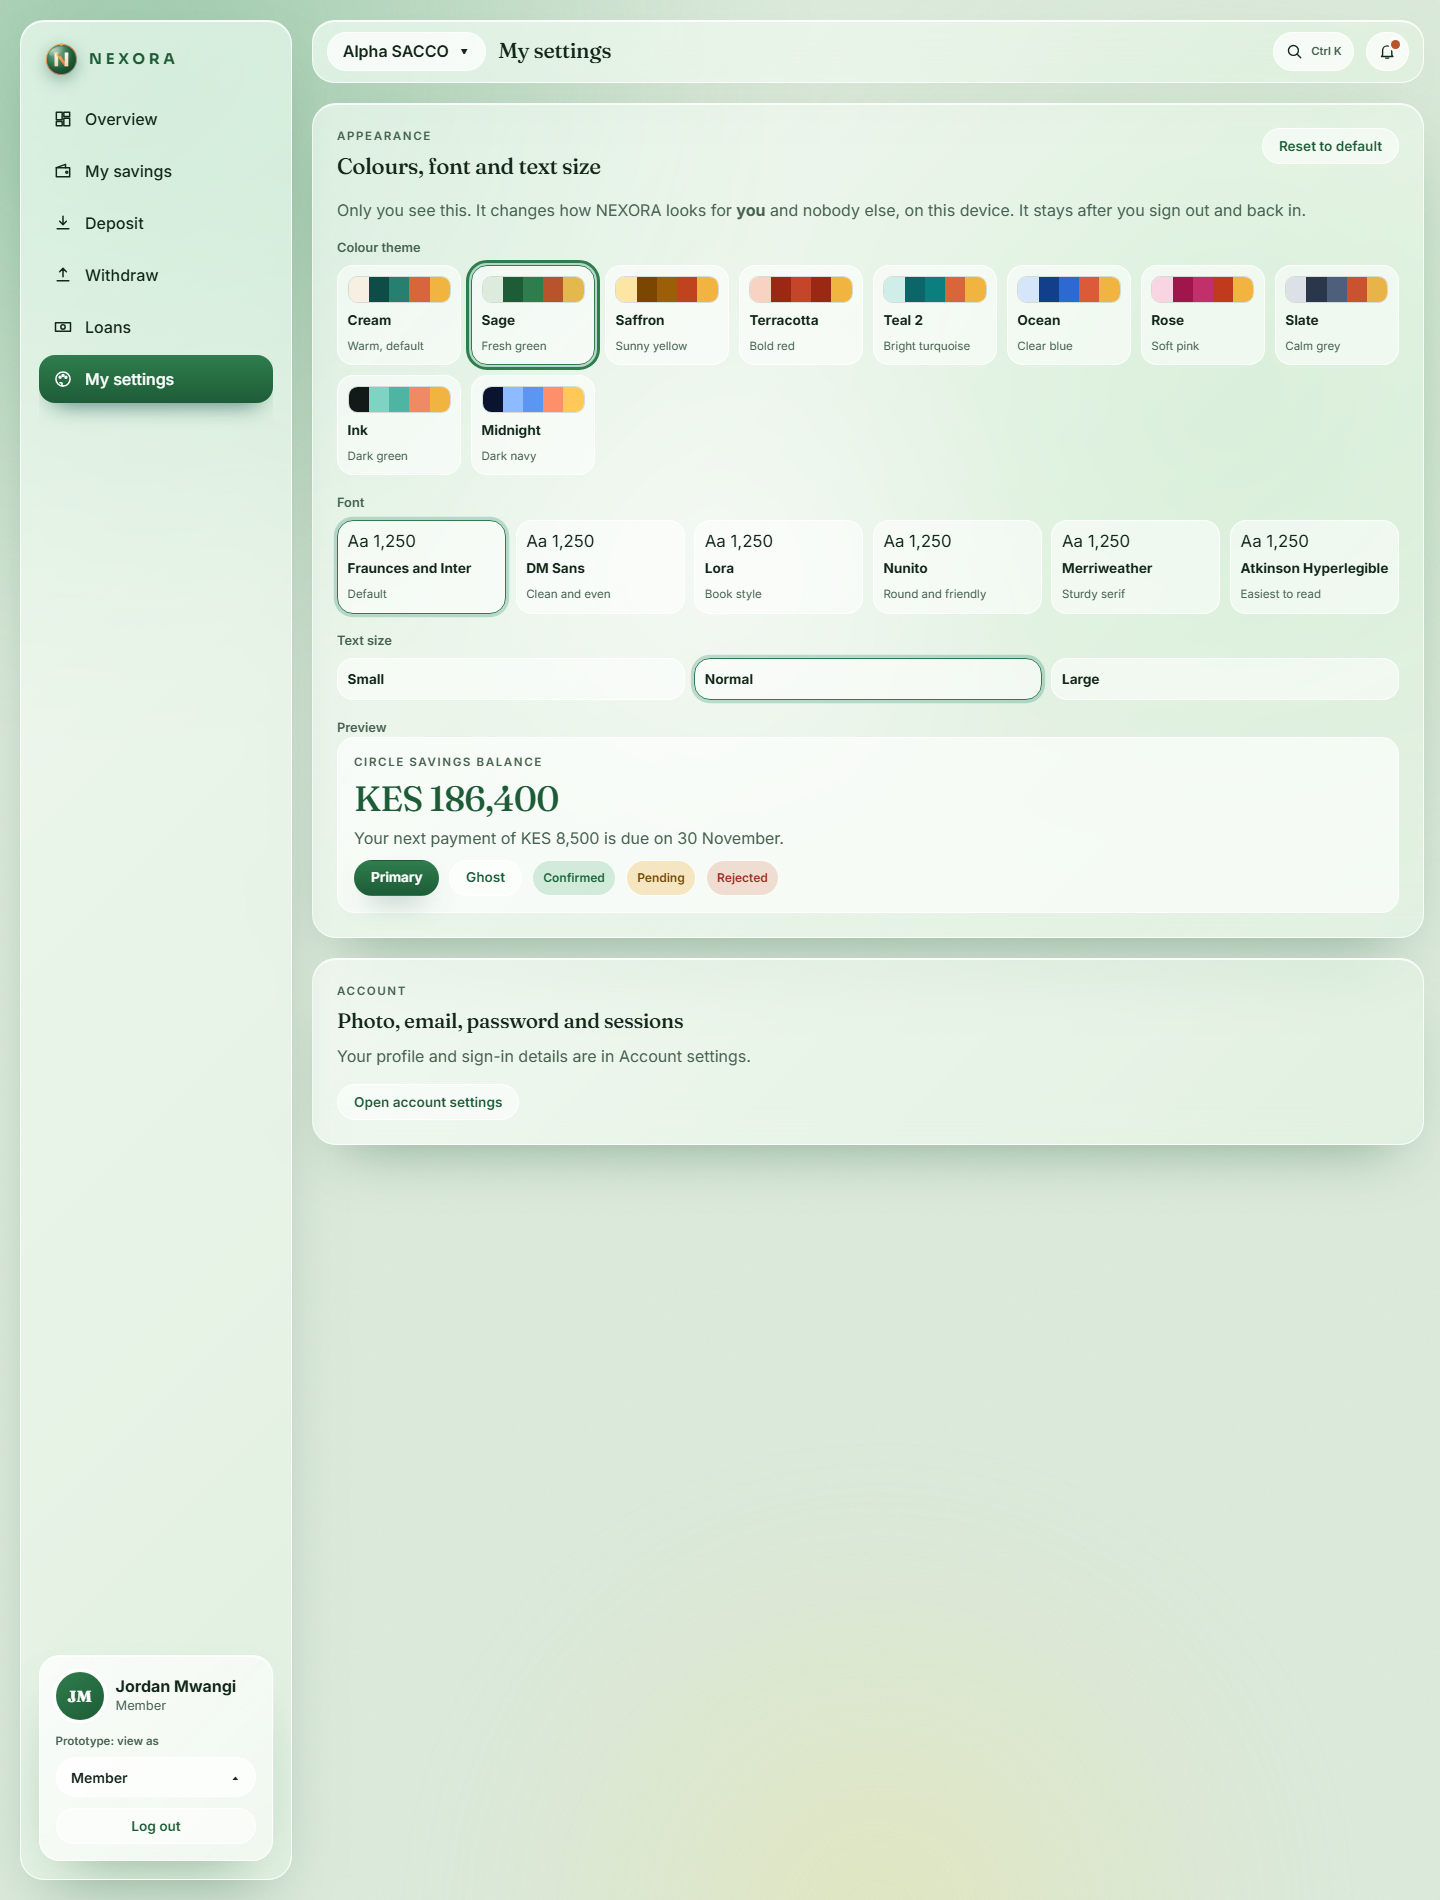 NEXORA
Overview
My savings
Deposit
Withdraw
Loans
My settings
Alpha SACCO
My settings
Ctrl K
APPEARANCE
Colours, font and text size
Reset to default
Only you see this. It changes how NEXORA looks for you and nobody else, on this device. It stays after you sign out and back in.
Colour theme
Cream
Warm, default
Sage
Fresh green
Saffron
Sunny yellow
Terracotta
Bold red
Teal 2
Bright turquoise
Ocean
Clear blue
Rose
Soft pink
Slate
Calm grey
Ink
Dark green
Midnight
Dark navy
Font
Aa 1,250
Fraunces and Inter
Default
Aa 1,250
DM Sans
Clean and even
Aa 1,250
Lora
Book style
Aa 1,250
Nunito
Round and friendly
Aa 1,250
Merriweather
Sturdy serif
Aa 1,250
Atkinson Hyperlegible
Easiest to read
Text size
Small
Normal
Large
Preview
CIRCLE SAVINGS BALANCE
KES 186,400
Your next payment of KES 8,500 is due on 30 November.
Primary
Ghost
Confirmed
Pending
Rejected
ACCOUNT
Photo, email, password and sessions
Your profile and sign-in details are in Account settings.
Open account settings
JM
Jordan Mwangi
Member
Prototype: view as
Member
Log out